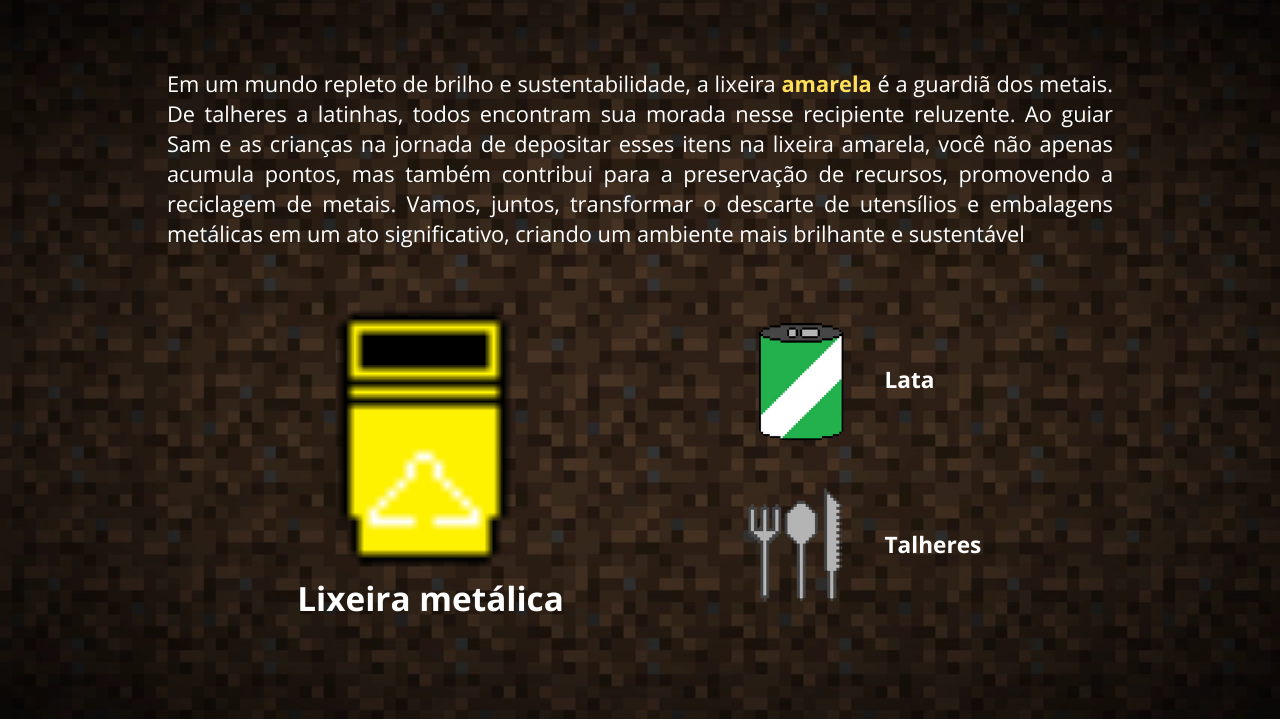 Em um mundo repleto de brilho e sustentabilidade, a lixeira amarela é a guardiã dos metais.
De talheres a latinhas, todos encontram sua morada nesse recipiente reluzente. Ao guiar
Sam e as crianças na jornada de depositar esses itens na lixeira amarela, você não apenas
acumula pontos, mas também contribui para a preservação de recursos, promovendo a
reciclagem de metais. Vamos, juntos, transformar o descarte de utensílios e embalagens
metálicas em um ato significativo, criando um ambiente mais brilhante e sustentável
Lata
Talheres
Lixeira metálica